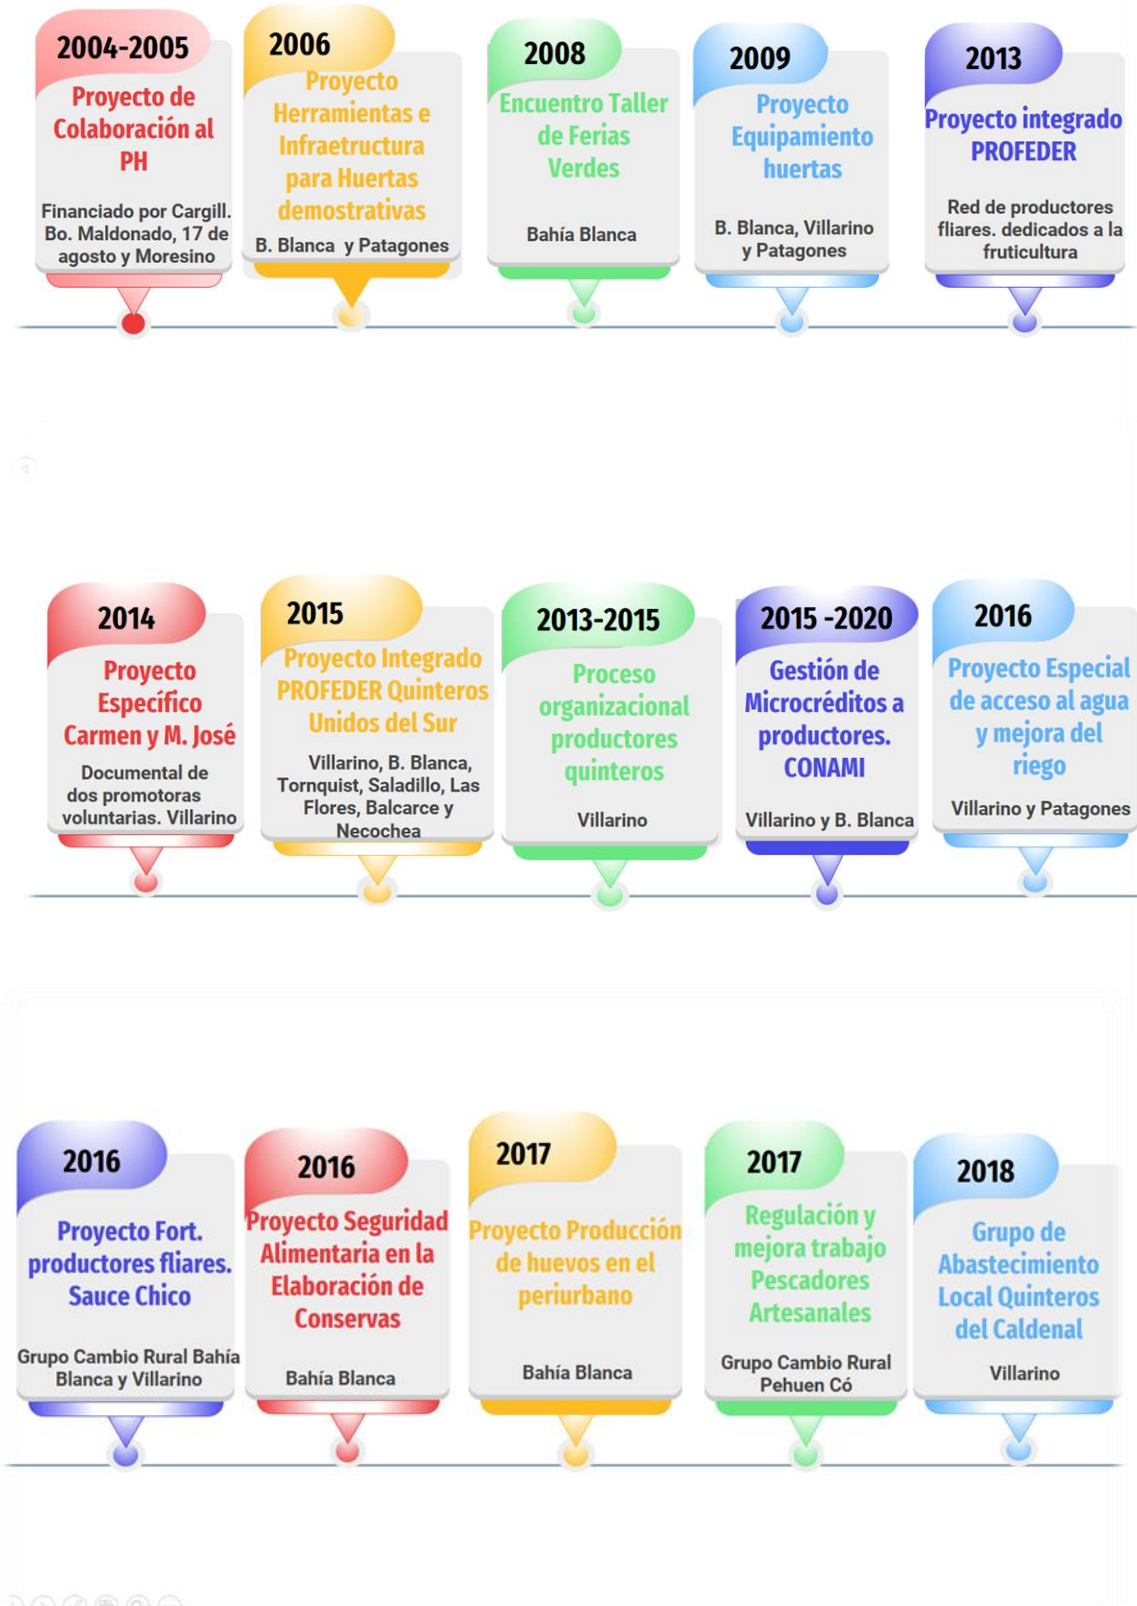 2004-2005
Proyecto de
Colaboración al
PH
Financiado por Cargill.
Bo. Maldonado, 17 de
agosto y Moresino
2006
Proyecto
Herramientas e
Infraetructura
para Huertas
demostrativas
B. Blanca y Patagones
2008
Encuentro Taller
de Ferias
Verdes
Bahía Blanca
2009
Proyecto
Equipamiento
huertas
B. Blanca, Villarino
y Patagones
2013
Proyecto integrado
PROFEDER
Red de productores
fliares. dedicados a la
fruticultura
2014
Proyecto
Específico
Carmen y M. José
Documental de
dos promotoras
voluntarias. Villarino
2015
Proyecto Integrado
PROFEDER Quinteros
Unidos del Sur
Villarino, B. Blanca,
Tornquist, Saladillo, Las
Flores, Balcarce y
Necochea
2013-2015
Proceso
organizacional
productores
quinteros
Villarino
2015 -2020
Gestión de
Microcréditos a
productores.
CONAMI
Villarino y B. Blanca
2016
Proyecto Especial
de acceso al agua
y mejora del
riego
Villarino y Patagones
2016
Proyecto Fort.
productores fliares.
Sauce Chico
Grupo Cambio Rural Bahía
Blanca y Villarino
2016
Proyecto Seguridad
Alimentaria en la
Elaboración de
Conservas
Bahía Blanca
2017
Proyecto Producción
de huevos en el
periurbano
Bahía Blanca
2017
Regulación y
mejora trabajo
Pescadores
Artesanales
Grupo Cambio Rural
Pehuen Có
2018
Grupo de
Abastecimiento
Local Quinteros
del Caldenal
Villarino